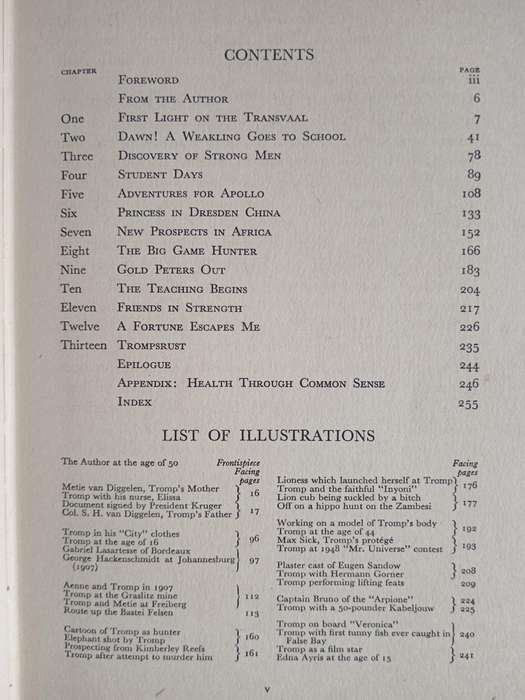 CONTENTS
CHAPTER PAGE
FOREWORD iii
FROM THE AUTHOR 6
One FIRST LIGHT ON THE TRANSVAAL 7
Two DAWN! A WEAKLING GOES TO SCHOOL 41
Three DISCOVERY OF STRONG MEN 78
Four STUDENT DAYS 89
Five ADVENTURES FOR APOLLO 108
Six PRINCESS IN DRESDEN CHINA 133
Seven NEW PROSPECTS IN AFRICA 152
Eight THE BIG GAME HUNTER 166
Nine GOLD PETERS OUT 183
Ten THE TEACHING BEGINS 204
Eleven FRIENDS IN STRENGTH 217
Twelve A FORTUNE ESCAPES ME 226
Thirteen TROMPSRUST 235
EPILOGUE 244
APPENDIX: HEALTH THROUGH COMMON SENSE 246
INDEX 255
LIST OF ILLUSTRATIONS
The Author at the age of 50 Frontispiece
Facing
pages
Metie van Diggelen, Tromp's Mother
Tromp with his nurse, Elissa } 16
Document signed by President Kruger
Col. S. H. van Diggelen, Tromp's Father } 17
Tromp in his "City" clothes
Tromp at the age of 16 } 96
Gabriel Lasartesse of Bordeaux
George Hackenschmidt at Johannesburg } 97
(1907)
Aenne and Tromp in 1907
Tromp at the Graslitz mine } 112
Tromp and Metie at Freiberg
Route up the Bastei Felsen 113
Cartoon of Tromp as hunter
Elephant shot by Tromp } 160
Prospecting from Kimberley Reefs
Tromp after attempt to murder him } 161
Facing
pages
Lioness which launched herself at Tromp
Tromp and the faithful "Inyoni" } 176
Lion cub being suckled by a bitch
Off on a hippo hunt on the Zambesi } 177
Working on a model of Tromp's body
Tromp at the age of 44 } 192
Max Sick, Tromp's protégé
Tromp at 1948 "Mr. Universe" contest } 193
Plaster cast of Eugen Sandow
Tromp with Hermann Gorner } 208
Tromp performing lifting feats 209
Captain Bruno of the "Arpione" } 224
Tromp with a 50-pounder Kabeljouw } 225
Tromp on board "Veronica"
Tromp with first tunny fish ever caught in } 240
False Bay
Tromp as a film star
Edna Ayris at the age of 15 } 241
v